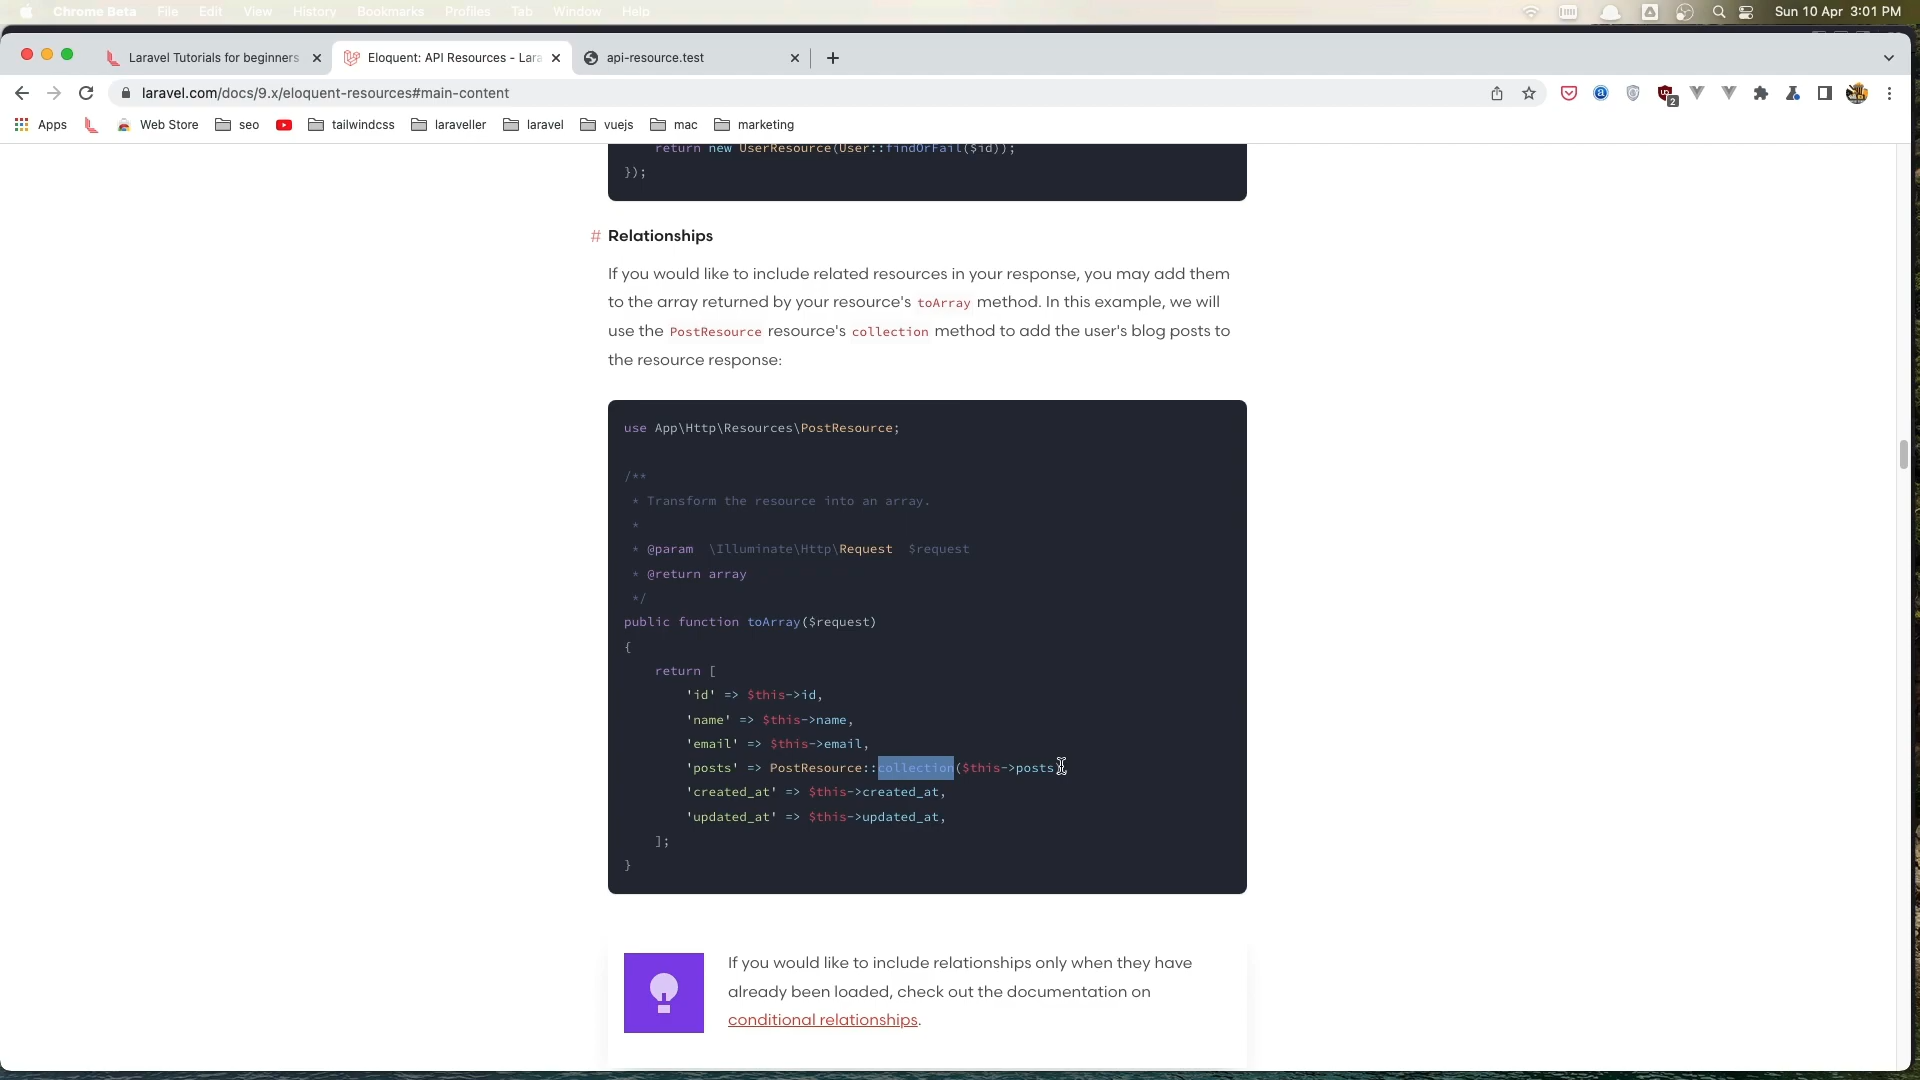 Chrome Beta File Edit View History Bookmarks Profiles Tab Window Help Sun 10 Apr 3:01 PM
Laravel Tutorials for beginners Eloquent: API Resources - Lara api-resource.test
laravel.com/docs/9.x/eloquent-resources#main-content 2
Apps Web Store seo tailwindcss laraveller laravel vuejs mac marketing
return new UserResource(User::findOrFail($id));
});
# Relationships
If you would like to include related resources in your response, you may add them
to the array returned by your resource's toArray method. In this example, we will
use the PostResource resource's collection method to add the user's blog posts to
the resource response:
use App\Http\Resources\PostResource;
/**
* Transform the resource into an array.
*
* @param \Illuminate\Http\Request $request
* @return array
*/
public function toArray($request)
{
return [
'id' => $this->id,
'name' => $this->name,
'email' => $this->email,
'posts' => PostResource::collection($this->posts
'created_at' => $this->created_at,
'updated_at' => $this->updated_at,
];
}
If you would like to include relationships only when they have
already been loaded, check out the documentation on
conditional relationships.